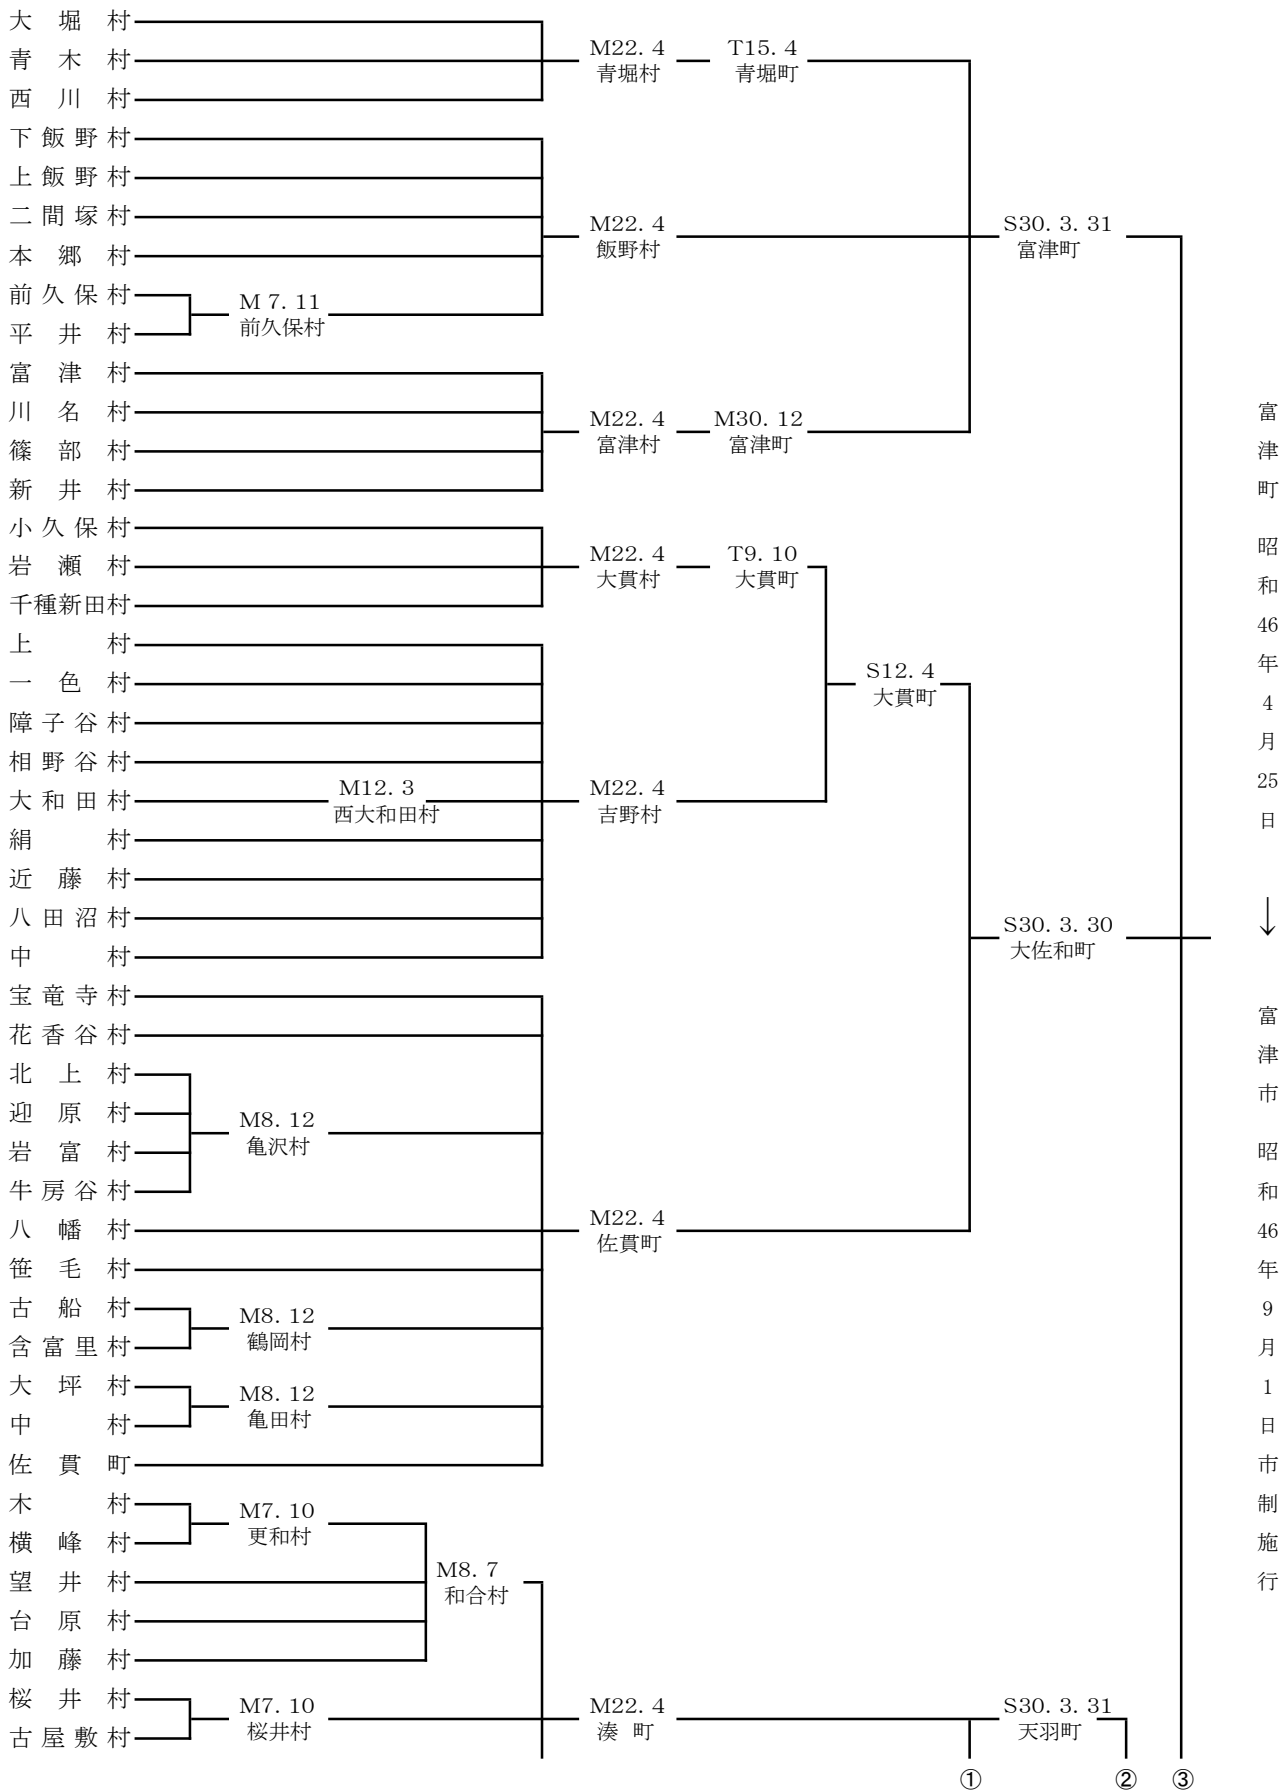 大堀村
青木村
西川村
M22. 4
青堀村
T15. 4
青堀町
下飯野村
上飯野村
二間塚村
本郷村
前久保村
平井村
M 7. 11
前久保村
M22. 4
飯野村
S30. 3. 31
富津町
富津村
川名村
篠部村
新井村
M22. 4
富津村
M30. 12
富津町
小久保村
岩瀬村
千種新田村
M22. 4
大貫村
T9. 10
大貫町
上村
一色村
障子谷村
相野谷村
大和田村
絹村
近藤村
八田沼村
中村
M12. 3
西大和田村
M22. 4
吉野村
S12. 4
大貫町
S30. 3. 30
大佐和町
宝竜寺村
花香谷村
北上村
迎原村
岩富村
牛房谷村
M8. 12
亀沢村
八幡村
笹毛村
古船村
含富里村
M8. 12
鶴岡村
大坪村
中村
M8. 12
亀田村
佐貫町
M22. 4
佐貫町
木村
横峰村
M7. 10
更和村
望井村
台原村
加藤村
M8. 7
和合村
桜井村
古屋敷村
M7. 10
桜井村
M22. 4
湊町
S30. 3. 31
天羽町
①
②
③
富津町 昭和46年4月25日 ↓ 富津市 昭和46年9月1日市制施行